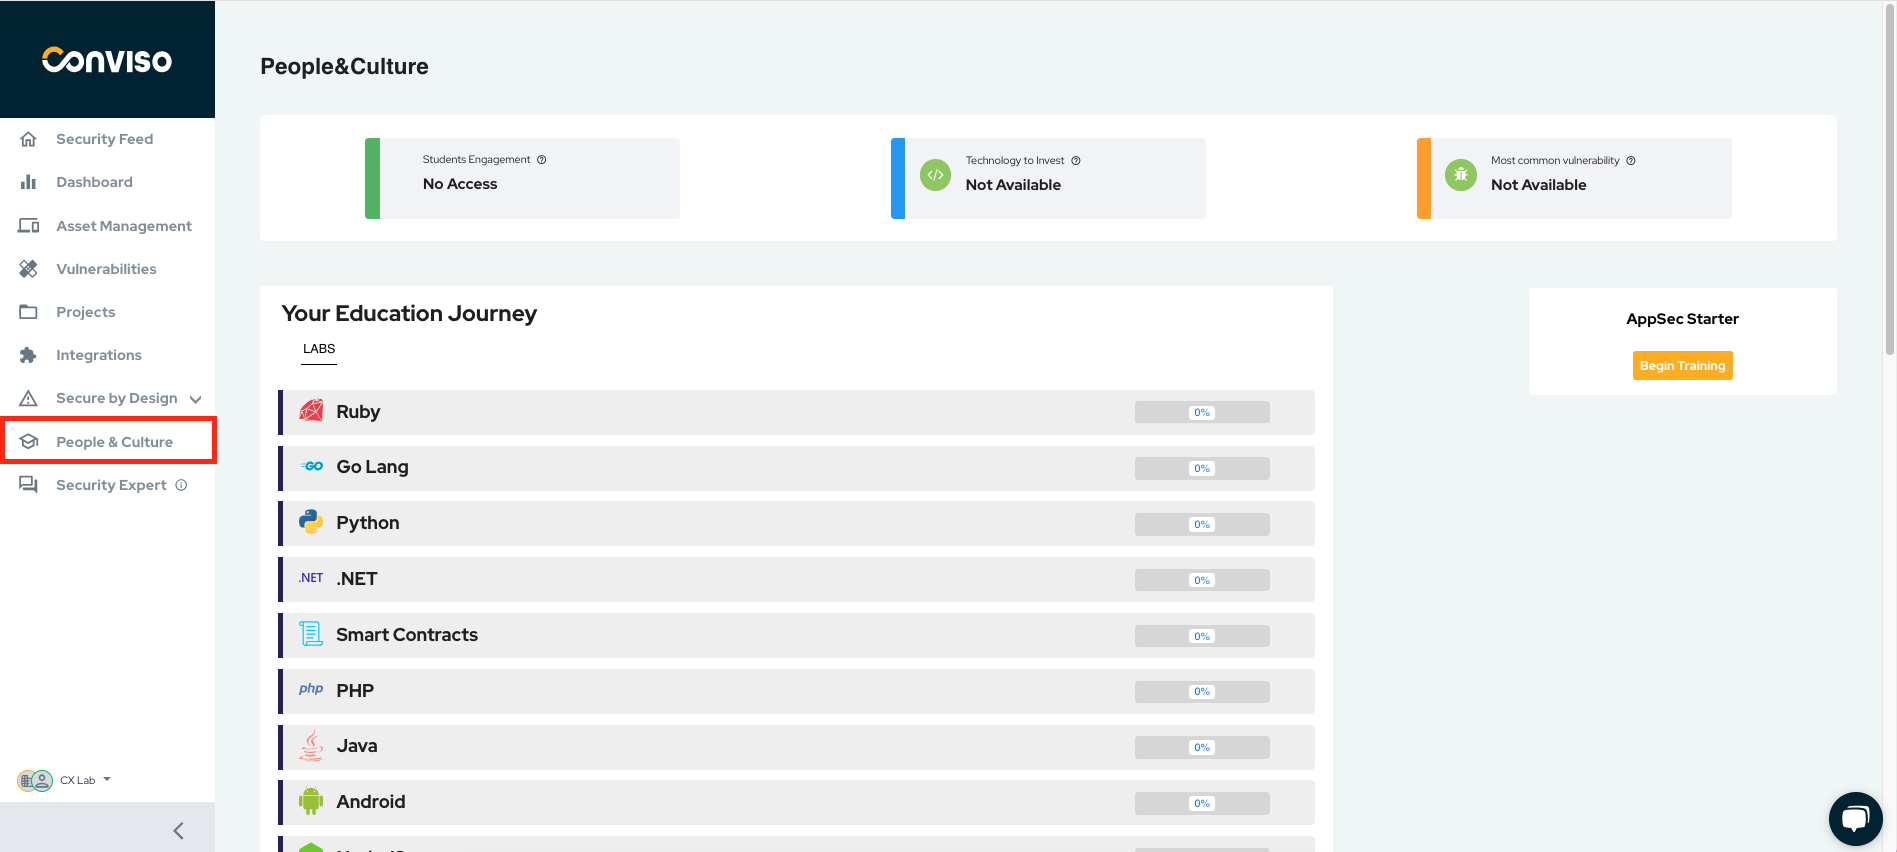 Conviso
Security Feed
Dashboard
Asset Management
Vulnerabilities
Projects
Integrations
Secure by Design
People & Culture
Security Expert
CX Lab
People&Culture
Students Engagement
No Access
Technology to Invest
Not Available
Most common vulnerability
Not Available
Your Education Journey
LABS
Ruby
0%
Go Lang
0%
Python
0%
.NET .NET
0%
Smart Contracts
0%
php PHP
0%
Java
0%
Android
0%
AppSec Starter
Begin Training